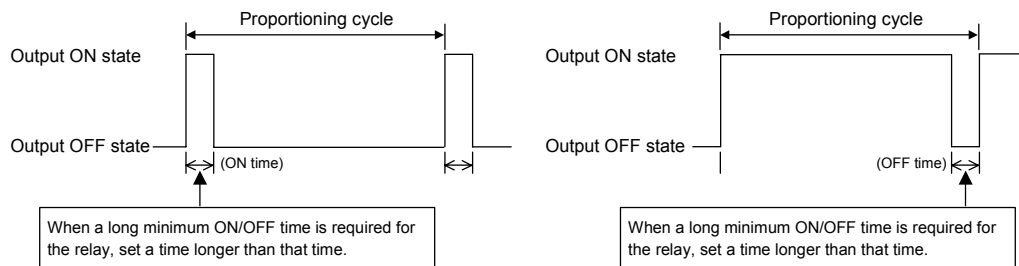 Proportioning cycle
Output ON state
Output OFF state
(ON time)
When a long minimum ON/OFF time is required for
the relay, set a time longer than that time.
Proportioning cycle
Output ON state
Output OFF state
(OFF time)
When a long minimum ON/OFF time is required for
the relay, set a time longer than that time.